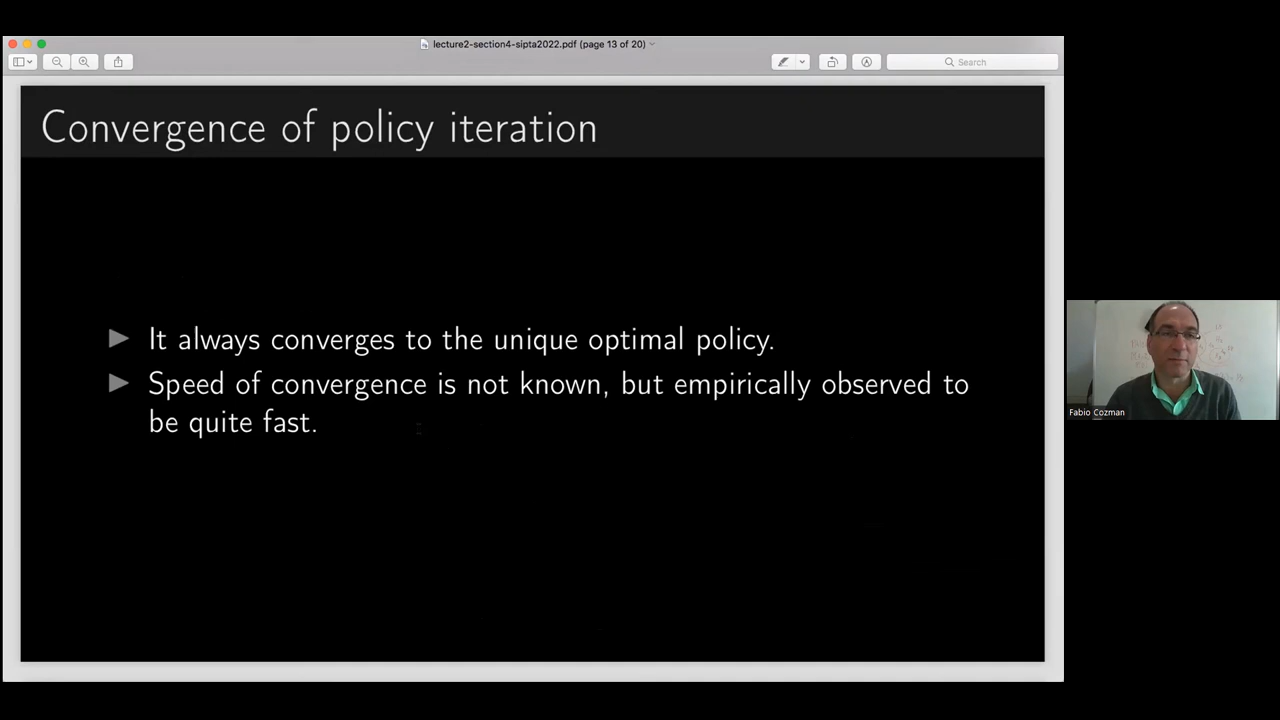 lecture2-section4-sipta2022.pdf (page 13 of 20)
Search
Convergence of policy iteration
It always converges to the unique optimal policy.
Speed of convergence is not known, but empirically observed to
be quite fast.
Fabio Cozman